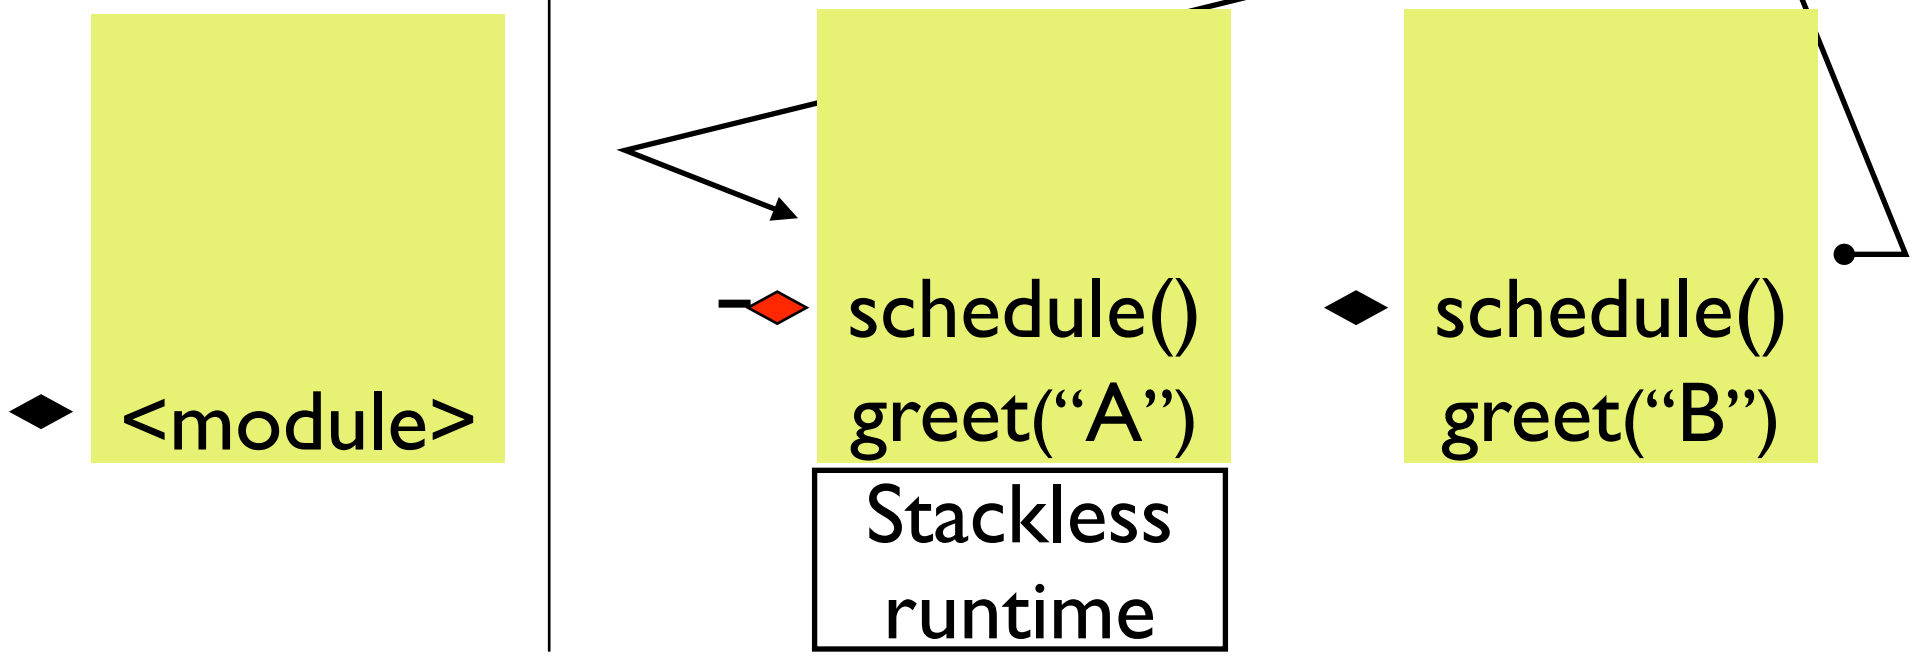 <module>
schedule()
greet(“A”)
Stackless
runtime
schedule()
greet(“B”)